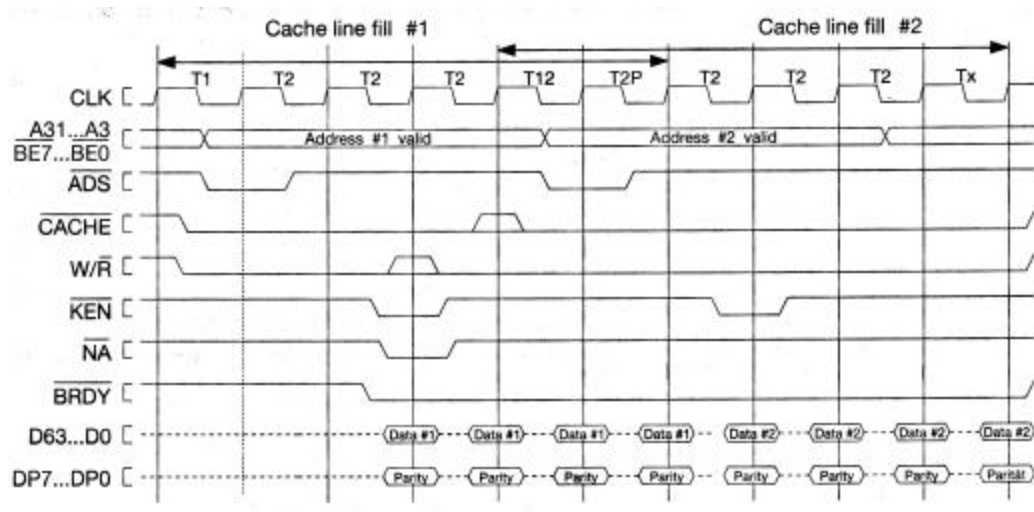 Cache line fill #1 Cache line fill #2
T1 T2 T2 T2 T12 T2P T2 T2 T2 Tx
CLK
A31...A3 Address #1 valid Address #2 valid
BE7...BE0
ADS
CACHE
W/R
KEN
NA
BRDY
D63...D0 Data #1 Data #1 Data #1 Data #1 Data #2 Data #2 Data #2 Data #2
DP7...DP0 Parity Parity Parity Parity Parity Parity Parity Parität